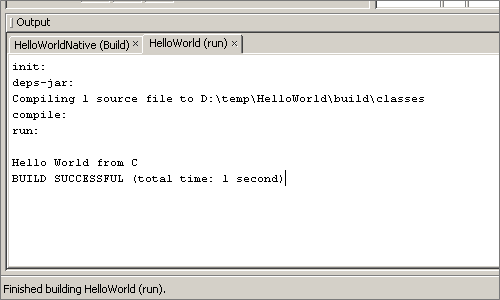 Output
HelloWorldNative (Build) × HelloWorld (run) ×
init:
deps-jar:
Compiling 1 source file to D:\temp\HelloWorld\build\classes
compile:
run:
Hello World from C
BUILD SUCCESSFUL (total time: 1 second)
Finished building HelloWorld (run).